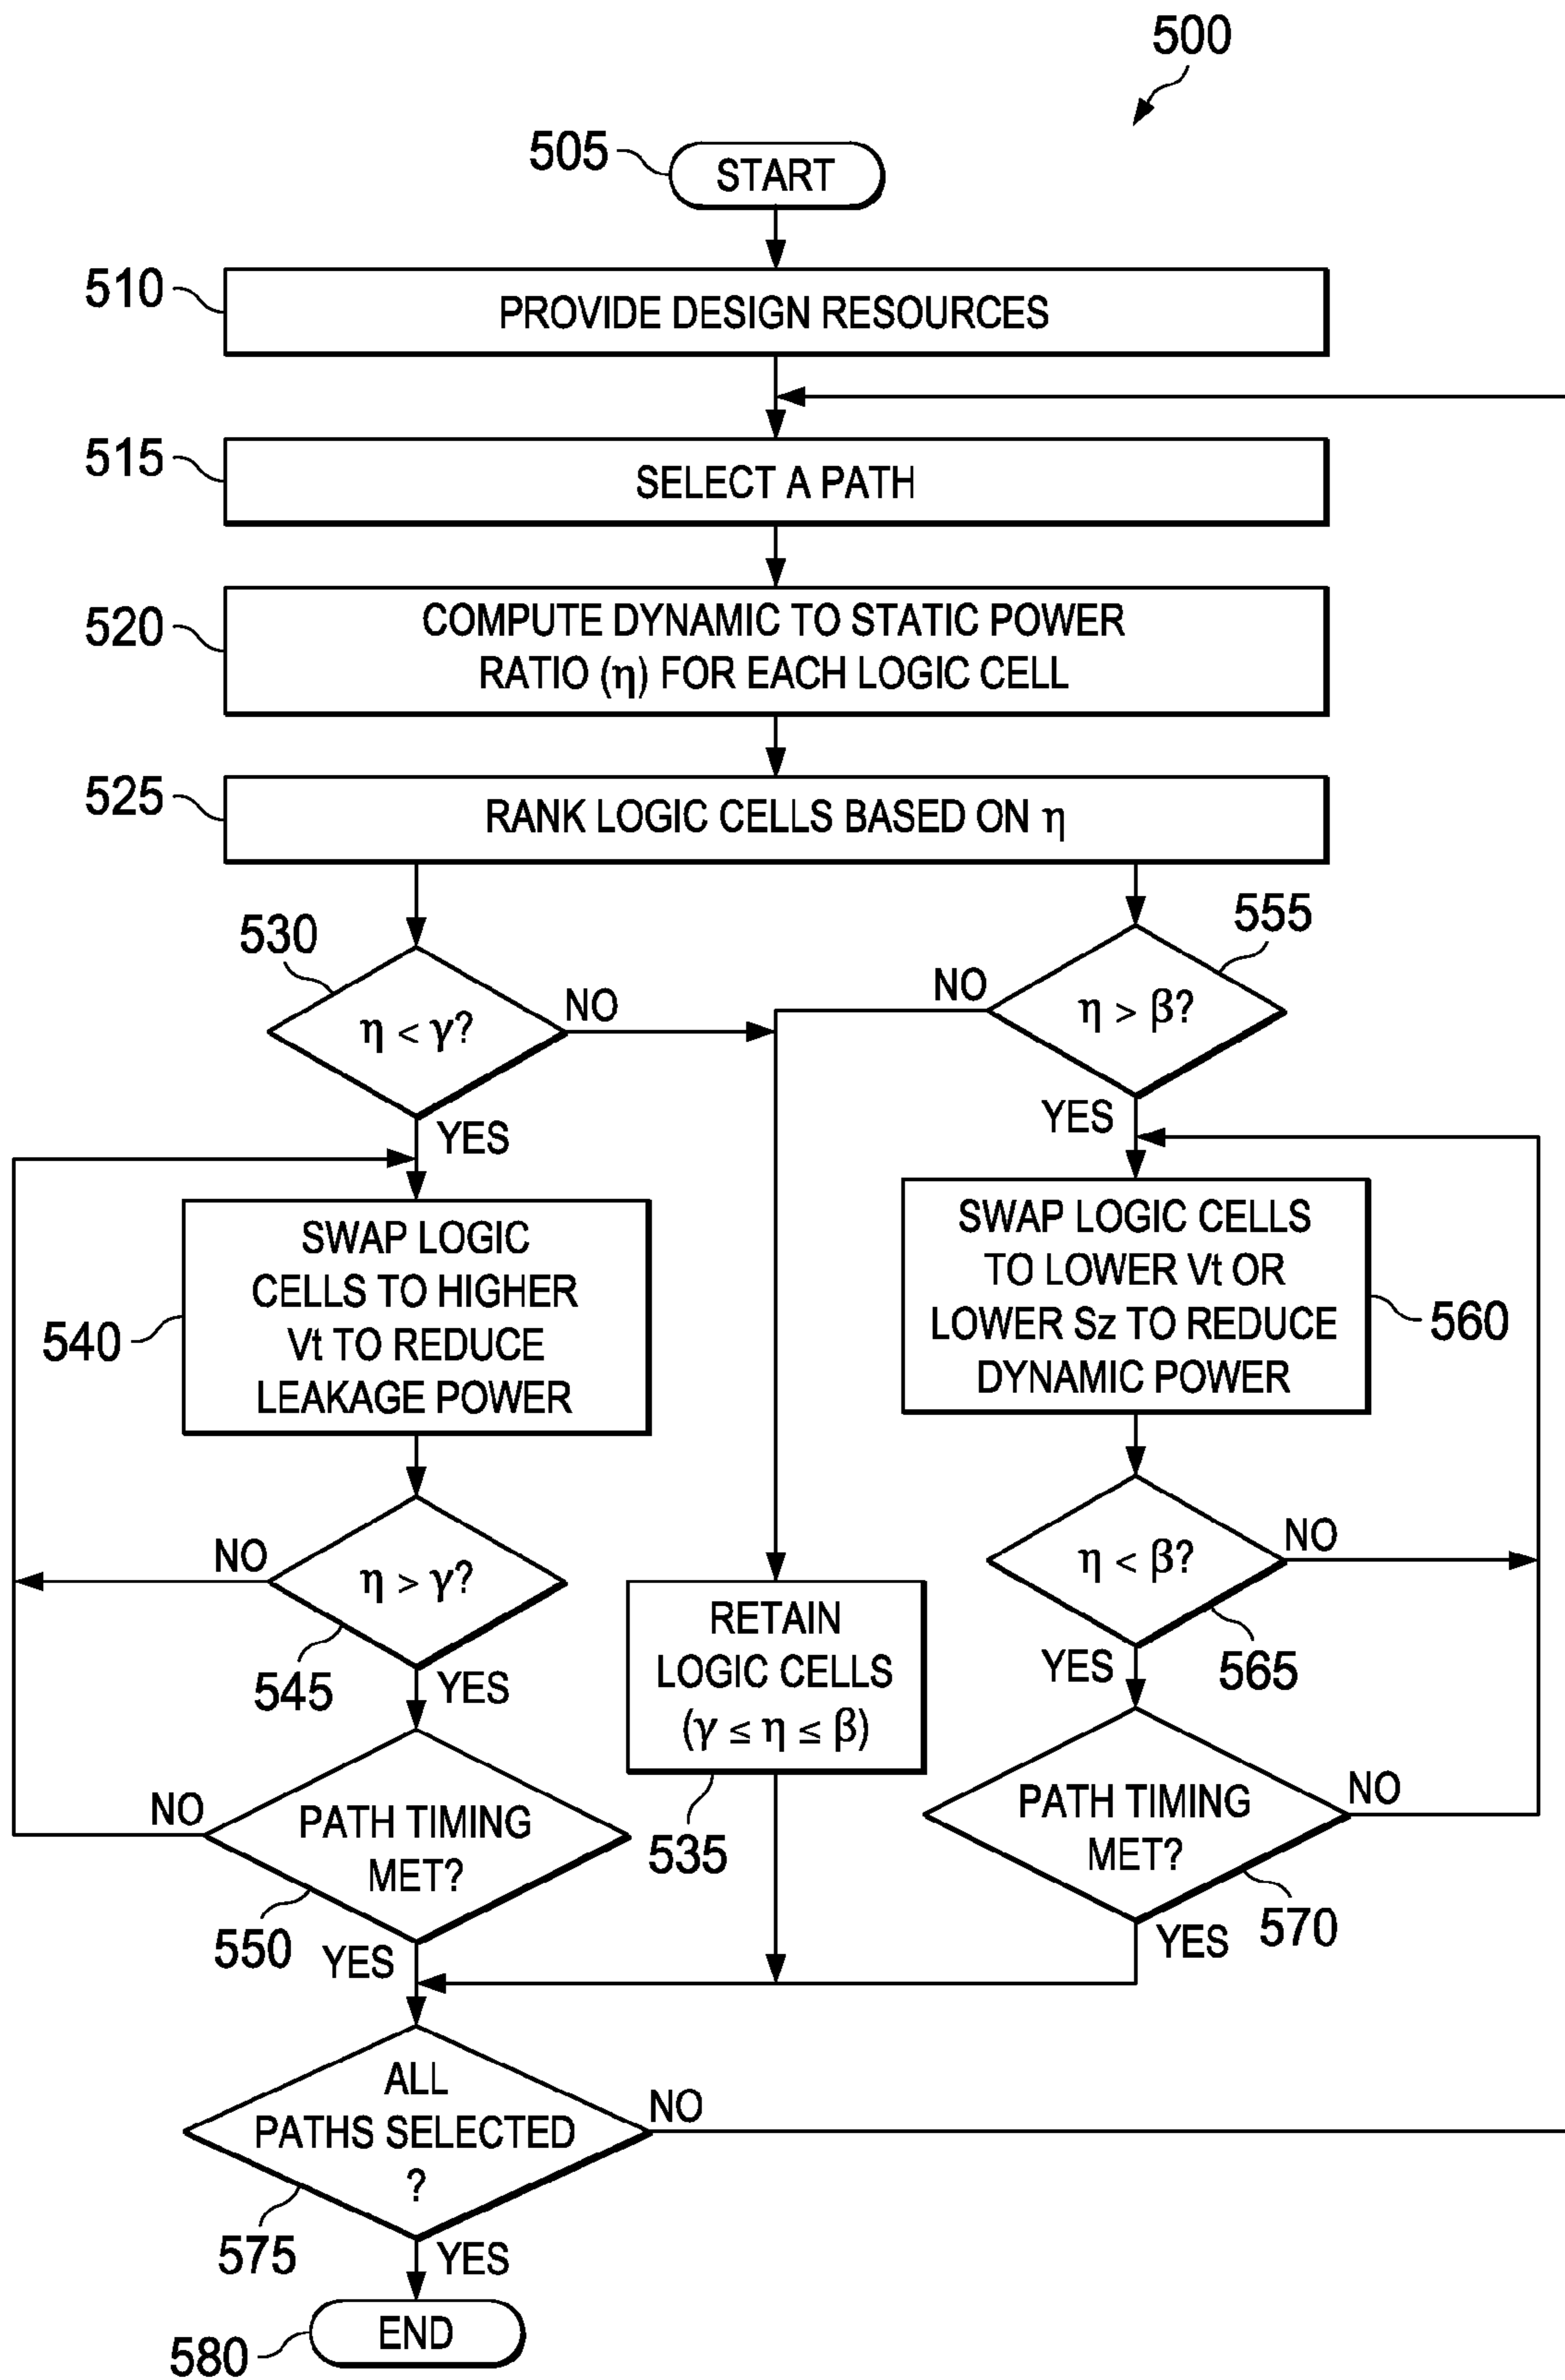 500
505
START
510
PROVIDE DESIGN RESOURCES
515
SELECT A PATH
520
COMPUTE DYNAMIC TO STATIC POWER
RATIO (η) FOR EACH LOGIC CELL
525
RANK LOGIC CELLS BASED ON η
530
η < γ?
NO
YES
555
η > β?
NO
YES
540
SWAP LOGIC
CELLS TO HIGHER
Vt TO REDUCE
LEAKAGE POWER
SWAP LOGIC CELLS
TO LOWER Vt OR
LOWER Sz TO REDUCE
DYNAMIC POWER
560
NO
η > γ?
545
YES
RETAIN
LOGIC CELLS
(γ ≤ η ≤ β)
535
η < β?
NO
YES
565
NO
PATH TIMING
MET?
550
YES
PATH TIMING
MET?
NO
570
YES
ALL
PATHS SELECTED
?
NO
575
YES
END
580